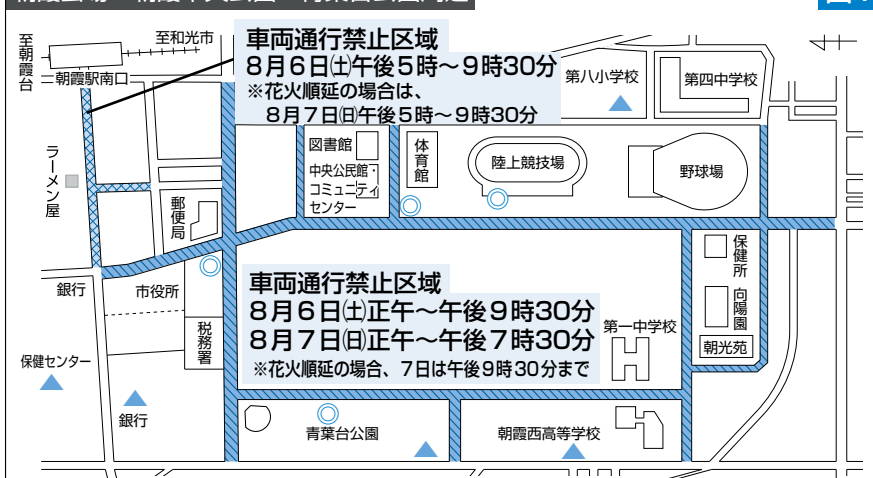 至和光市
至朝霞台
朝霞駅南口
車両通行禁止区域
8月6日㈯午後5時～9時30分
※花火順延の場合は、
8月7日㈰午後5時～9時30分
第八小学校
第四中学校
ラーメン屋
郵便局
図書館
中央公民館・
コミュニティ
センター
体育館
陸上競技場
野球場
保健所
向陽園
朝光苑
銀行
市役所
税務署
車両通行禁止区域
8月6日㈯正午～午後9時30分
8月7日㈰正午～午後7時30分
※花火順延の場合、7日は午後9時30分まで
第一中学校
保健センター
銀行
青葉台公園
朝霞西高等学校